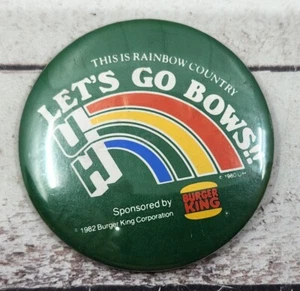 THIS IS RAINBOW COUNTRY
LET'S GO BOWS!!
UH
Sponsored by
BURGER
KING
1982 Burger King Corporation